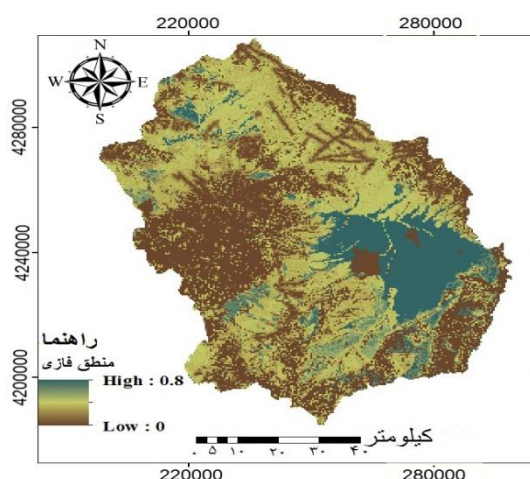 220000 280000
N
W E
S
4280000
4240000
4200000
راهنما
منطق فازی
High : 0.8
Low : 0
کیلومتر
۰ ۵ ۱۰ ۲۰ ۳۰ ۴۰
220000 280000